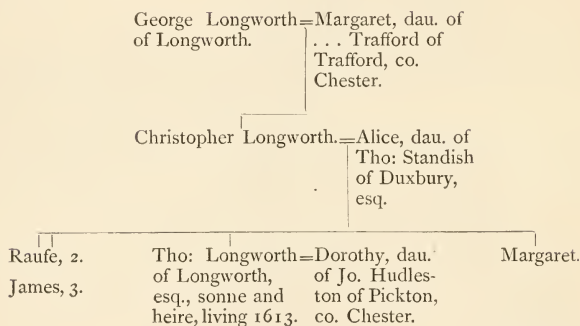 George Longworth=Margaret, dau. of
of Longworth. ... Trafford of
Trafford, co.
Chester.
Christopher Longworth.=Alice, dau. of
Tho: Standish
of Duxbury,
esq.
Raufe, 2.
James, 3.
Tho: Longworth=Dorothy, dau.
of Longworth, of Jo. Hudles-
esq., sonne and ton of Pickton,
heire, living 1613. co. Chester.
Margaret.